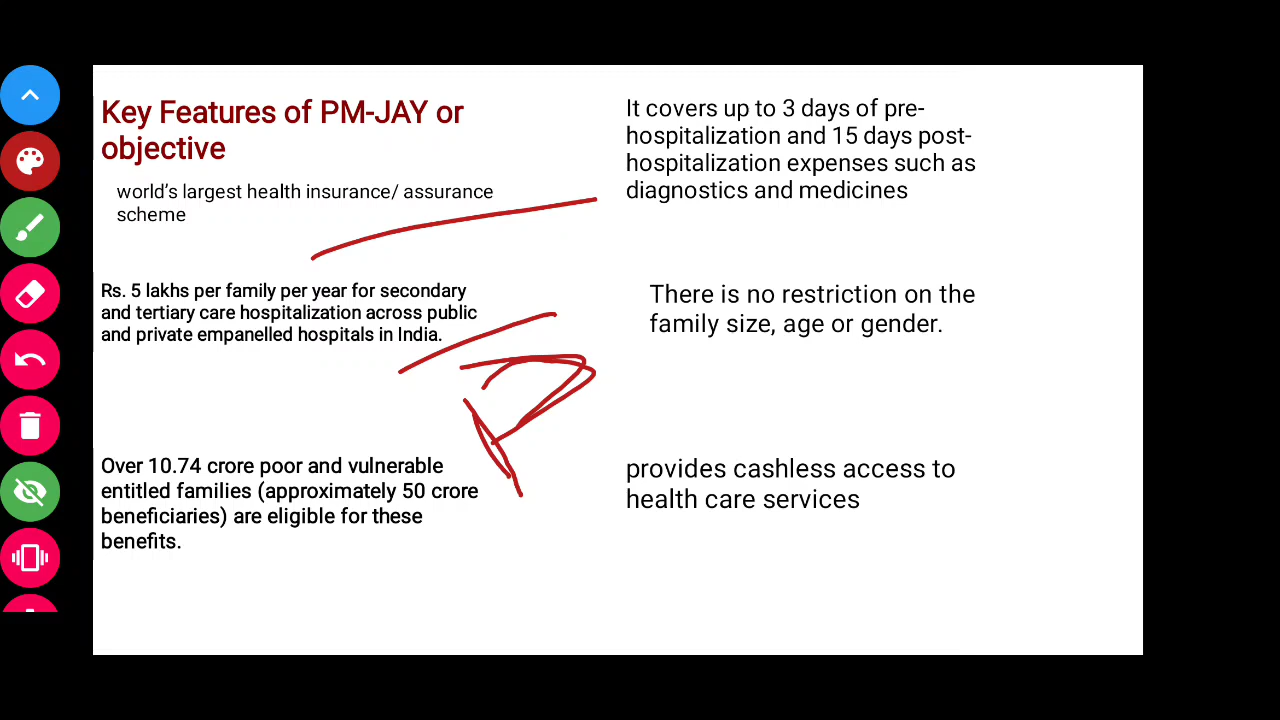 Key Features of PM-JAY or
objective
world's largest health insurance/ assurance
scheme
Rs. 5 lakhs per family per year for secondary
and tertiary care hospitalization across public
and private empanelled hospitals in India.
Over 10.74 crore poor and vulnerable
entitled families (approximately 50 crore
beneficiaries) are eligible for these
benefits.
It covers up to 3 days of pre-
hospitalization and 15 days post-
hospitalization expenses such as
diagnostics and medicines
There is no restriction on the
family size, age or gender.
provides cashless access to
health care services